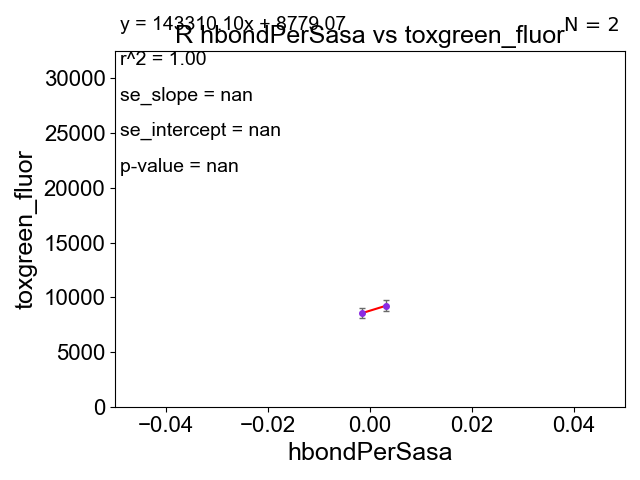 y = 143310.10x + 8779.07
N = 2
R hbondPerSasa vs toxgreen_fluor
r^2 = 1.00
se_slope = nan
se_intercept = nan
p-value = nan
toxgreen_fluor
30000
25000
20000
15000
10000
5000
0
−0.04
−0.02
0.00
0.02
0.04
hbondPerSasa